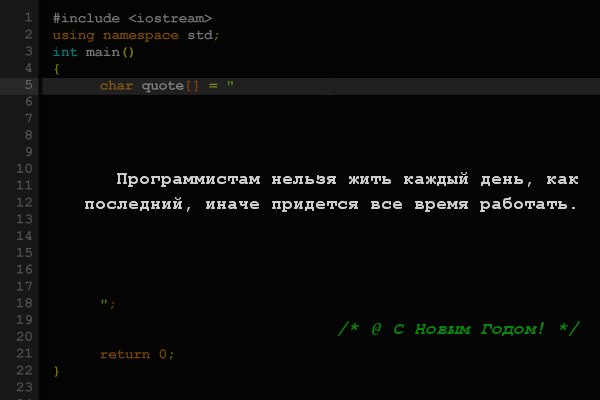 1 #include <iostream>
2 using namespace std;
3 int main()
4 {
5 char quote[] = "
6
7
8
9
10
Программистам нельзя жить каждый день, как
11
12 последний, иначе придется все время работать.
13
14
15
16
17
18 ";
19
/* @ С Новым Годом! */
20
21 return 0;
22 }
23